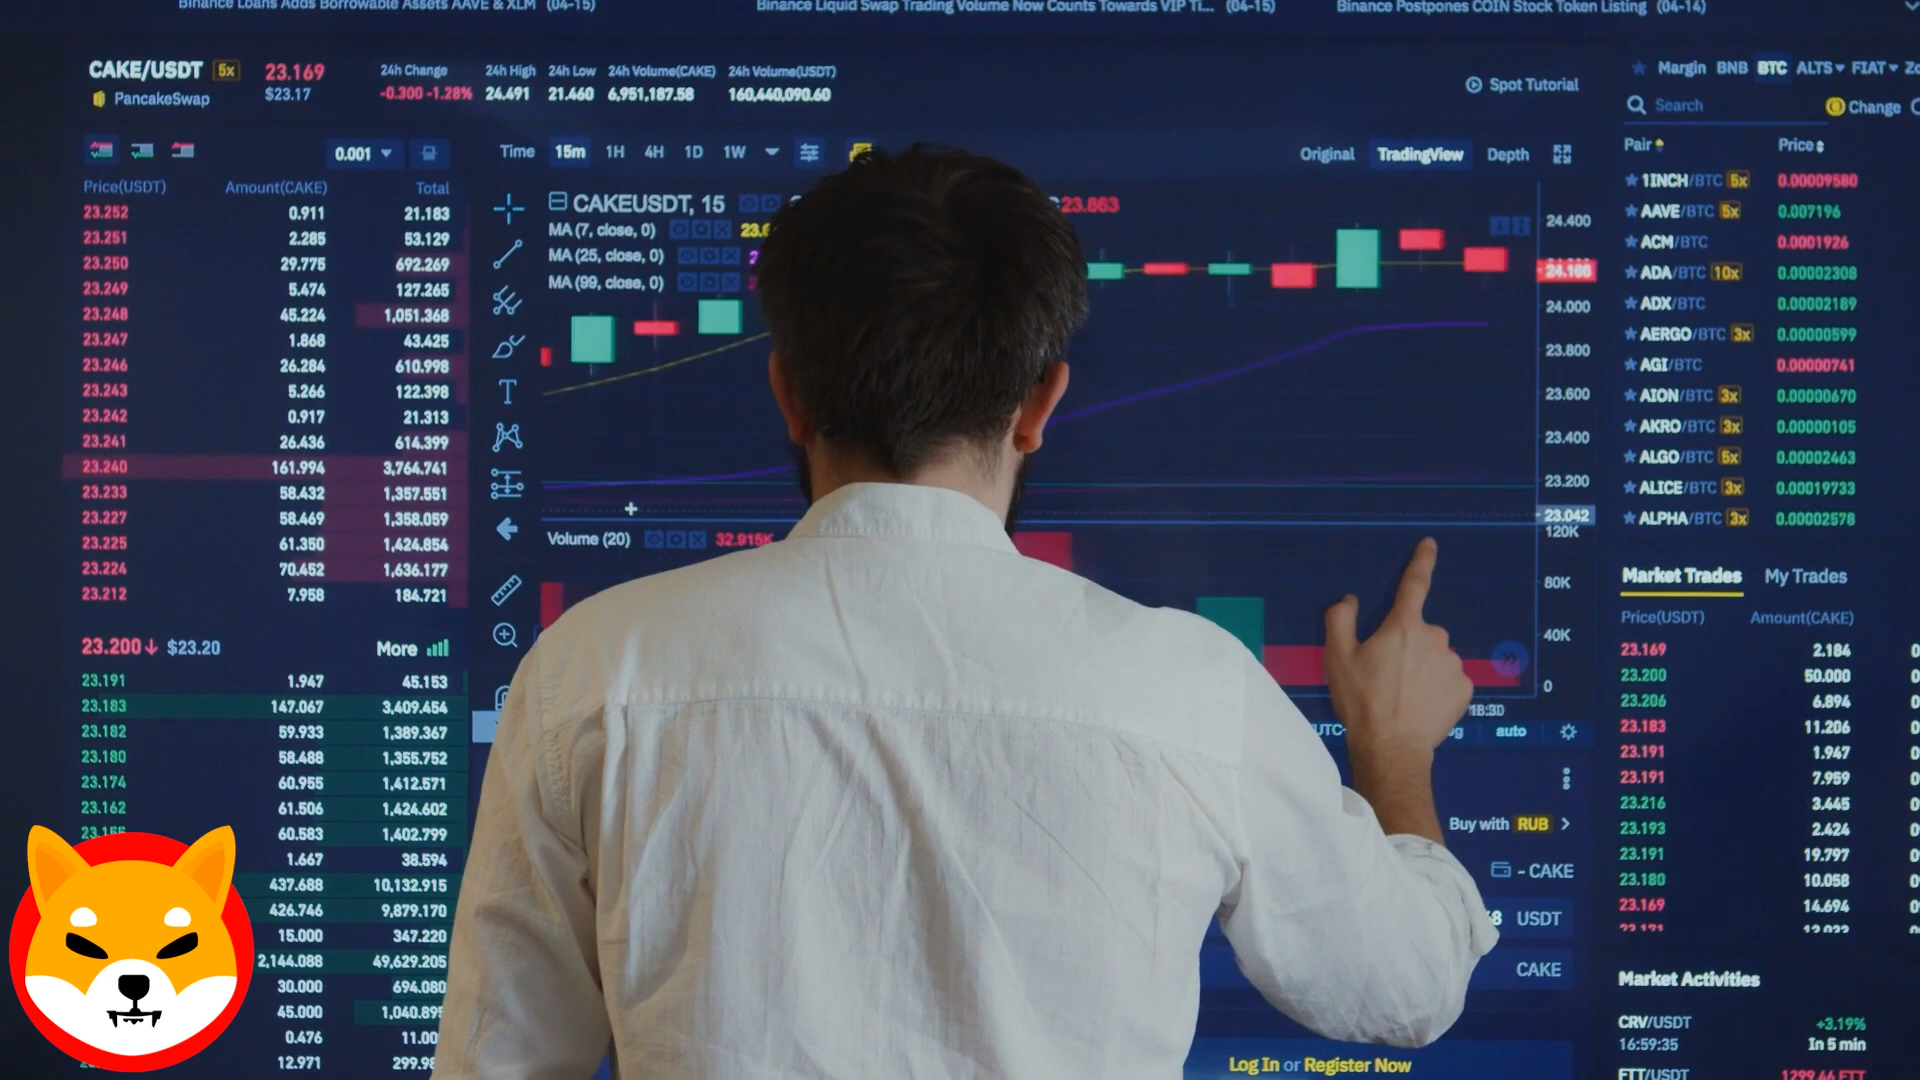 Binance Loans Adds Borrowable Assets AAVE & XLM (04-15)
Binance Liquid Swap Trading Volume Now Counts Towards VIP Ti... (04-15)
Binance Postpones COIN Stock Token Listing (04-14)
CAKE/USDT 5x
PancakeSwap
23.169
$23.17
24h Change
-0.300 -1.28%
24h High
24.491
24h Low
21.460
24h Volume(CAKE)
6,951,187.58
24h Volume(USDT)
160,440,090.60
Spot Tutorial
0.001
Price(USDT) Amount(CAKE) Total
23.252 0.911 21.183
23.251 2.285 53.129
23.250 29.775 692.269
23.249 5.474 127.265
23.248 45.224 1,051.368
23.247 1.868 43.425
23.246 26.284 610.998
23.243 5.266 122.398
23.242 0.917 21.313
23.241 26.436 614.399
23.240 161.994 3,764.741
23.233 58.432 1,357.551
23.227 58.469 1,358.059
23.225 61.350 1,424.854
23.224 70.452 1,636.177
23.212 7.958 184.721
23.200↓ $23.20 More
23.191 1.947 45.153
23.183 147.067 3,409.454
23.182 59.933 1,389.367
23.180 58.488 1,355.752
23.174 60.955 1,412.571
23.162 61.506 1,424.602
23.155 60.583 1,402.799
1.667 38.594
437.688 10,132.915
426.746 9,879.170
15.000 347.220
2,144.088 49,629.205
30.000 694.080
45.000 1,040.895
0.476 11.00
12.971 299.98
Time 15m 1H 4H 1D 1W
Original TradingView Depth
CAKEUSDT, 15
23.863
MA (7, close, 0)
MA (25, close, 0)
MA (99, close, 0)
Volume (20) 32.915K
24.400
24.000
23.800
23.600
23.400
23.200
23.042
120K
80K
40K
0
18:30
auto
Buy with RUB
- CAKE
USDT
CAKE
Log In or Register Now
Margin BNB BTC ALTS FIAT
Search
Change
Pair Price
1INCH/BTC 5x 0.00009580
AAVE/BTC 5x 0.007196
ACM/BTC 0.0001926
ADA/BTC 10x 0.00002308
ADX/BTC 0.00002189
AERGO/BTC 3x 0.00000599
AGI/BTC 0.00000741
AION/BTC 3x 0.00000670
AKRO/BTC 3x 0.00000105
ALGO/BTC 5x 0.00002463
ALICE/BTC 3x 0.00019733
ALPHA/BTC 3x 0.00002578
Market Trades My Trades
Price(USDT) Amount(CAKE)
23.169 2.184
23.200 50.000
23.206 6.894
23.183 11.206
23.191 1.947
23.191 7.959
23.216 3.445
23.193 2.424
23.191 19.797
23.180 10.058
23.169 14.694
Market Activities
CRV/USDT +3.19%
16:59:35 In 5 min
FTT/USDT 1299.46 FTT